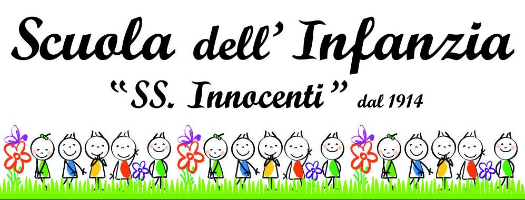 Scuola dell' Infanzia
“SS. Innocenti” dal 1914